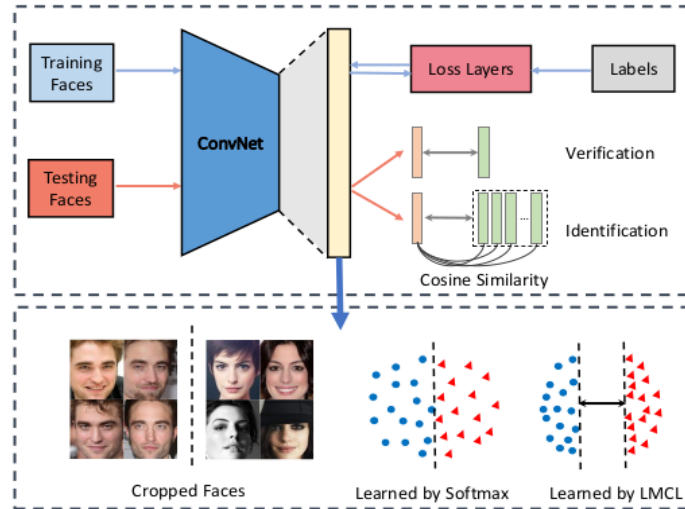 Training
Faces
ConvNet
Loss Layers
Labels
Testing
Faces
Verification
...
Identification
Cosine Similarity
Cropped Faces
Learned by Softmax
Learned by LMCL